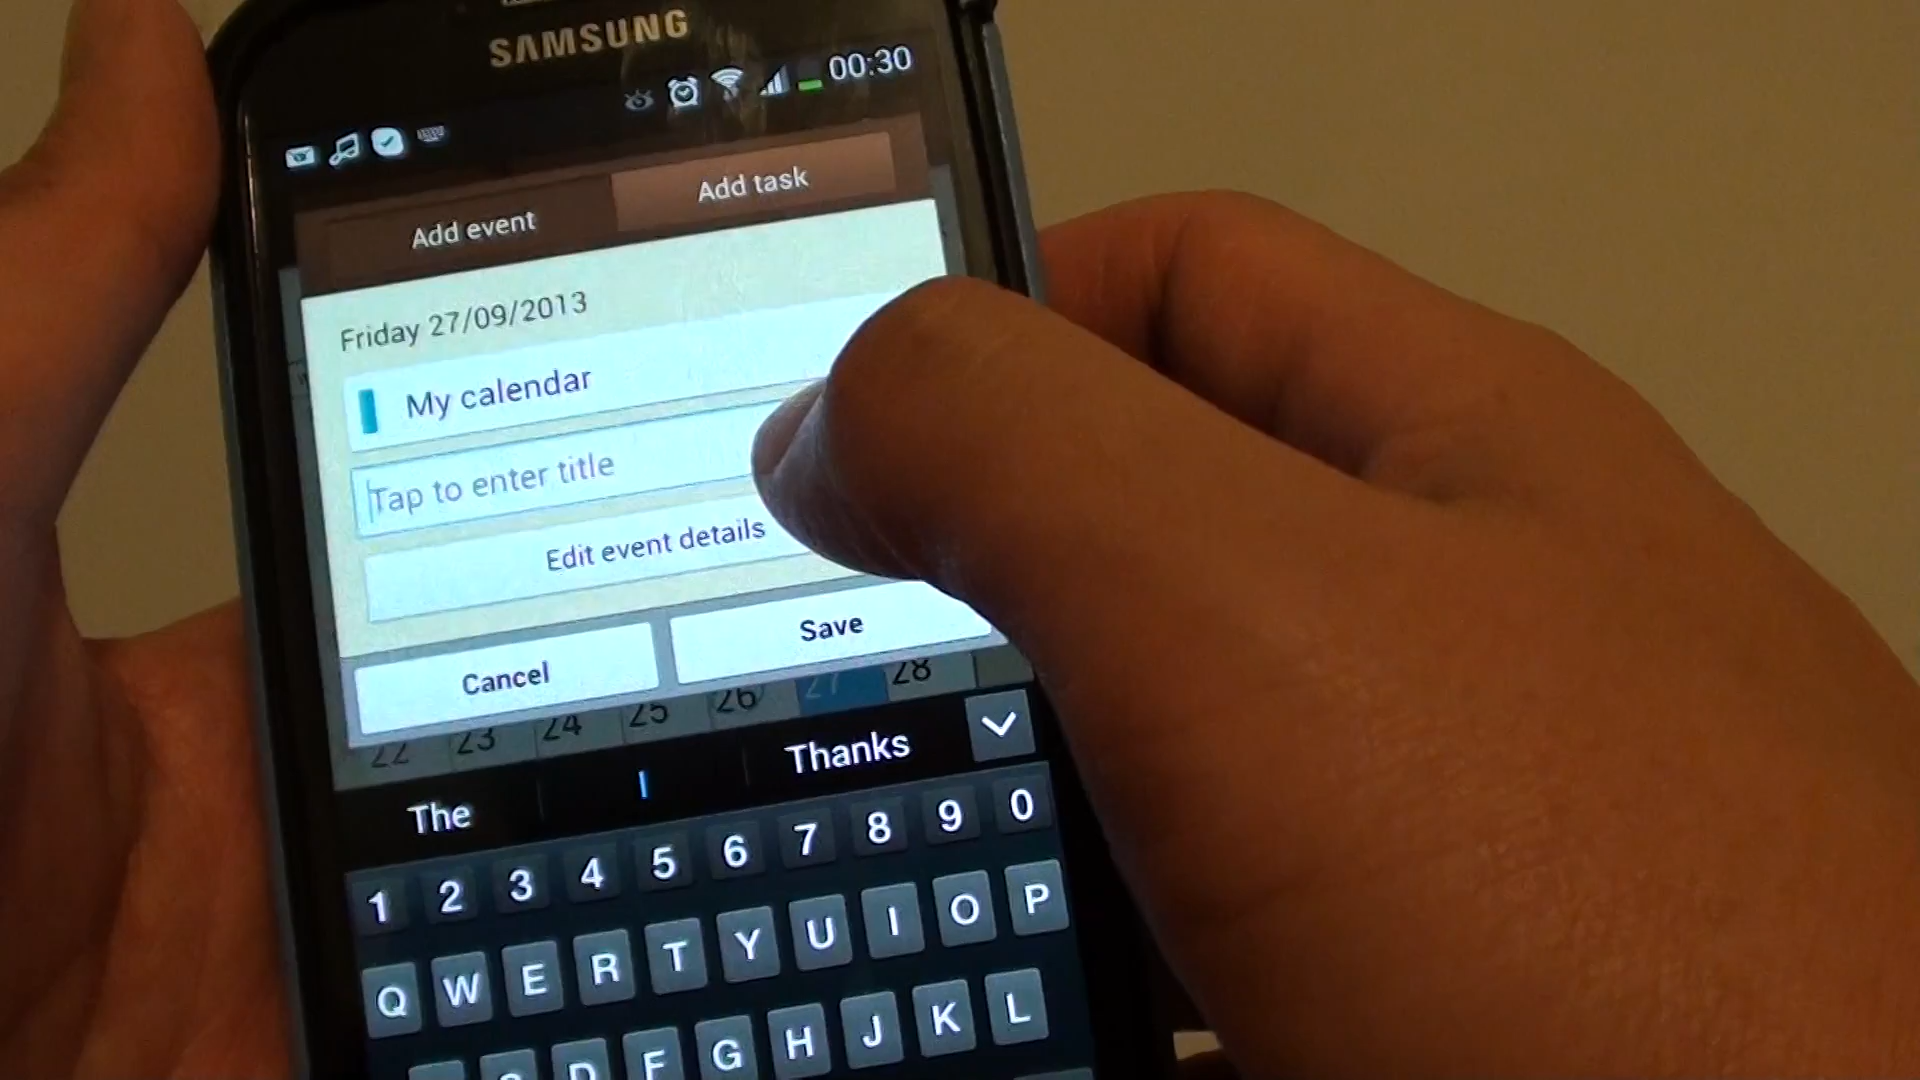 SAMSUNG
00:30
Add event
Add task
Friday 27/09/2013
My calendar
Tap to enter title
Edit event details
Cancel
Save
22 23 24 25 26 27 28
The
I
Thanks
1 2 3 4 5 6 7 8 9 0
Q W E R T Y U I O P
D F G H J K L